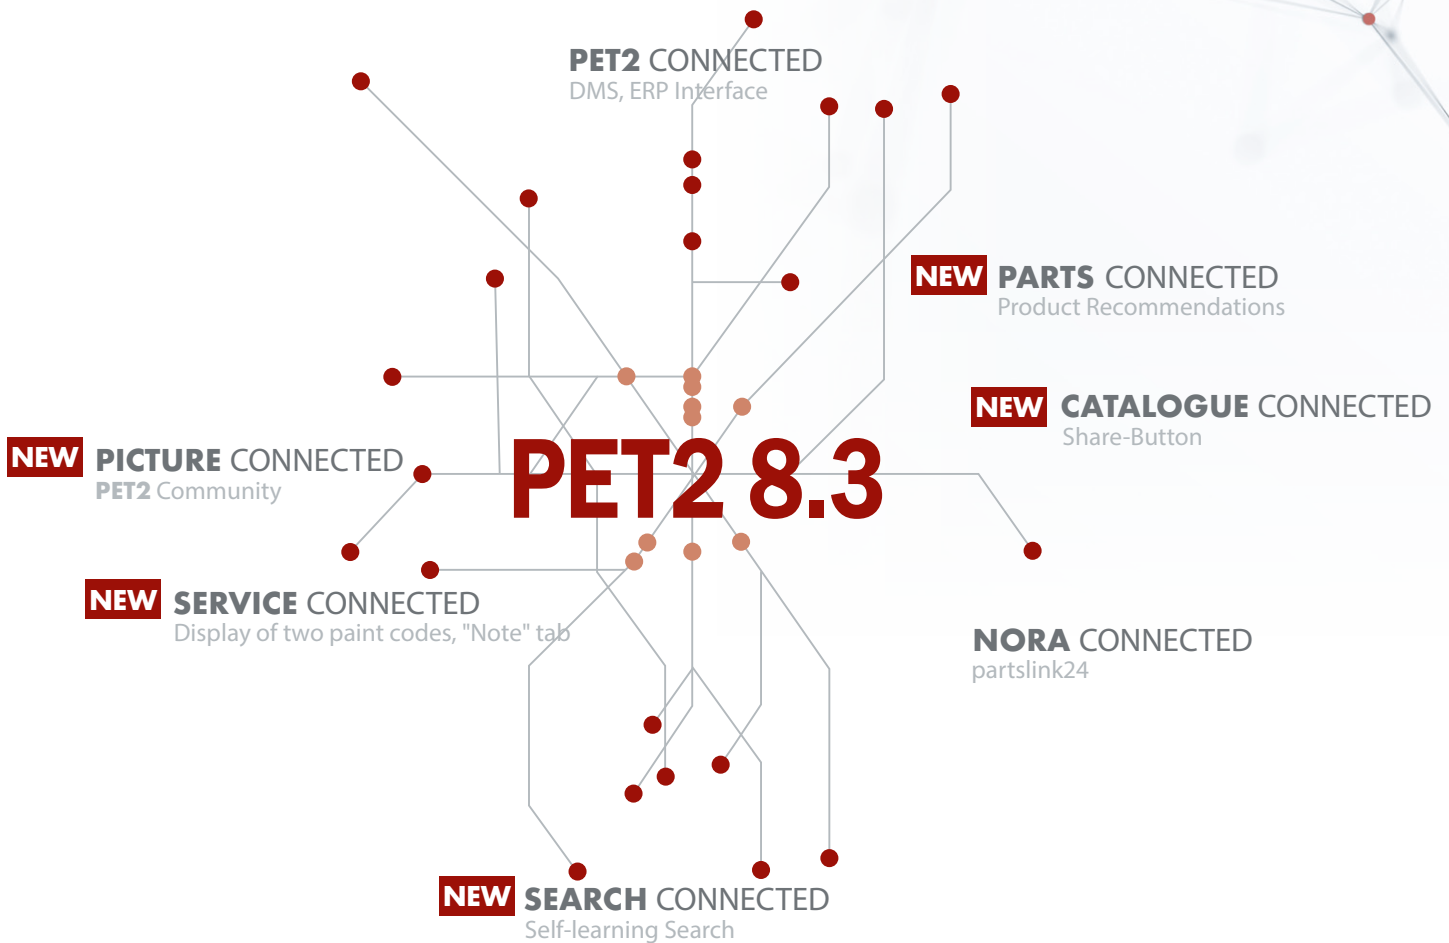 PET2 CONNECTED
DMS, ERP Interface
NEW PARTS CONNECTED
Product Recommendations
NEW CATALOGUE CONNECTED
Share-Button
NEW PICTURE CONNECTED
PET2 Community
PET2 8.3
NEW SERVICE CONNECTED
Display of two paint codes, "Note" tab
NORA CONNECTED
partslink24
NEW SEARCH CONNECTED
Self-learning Search